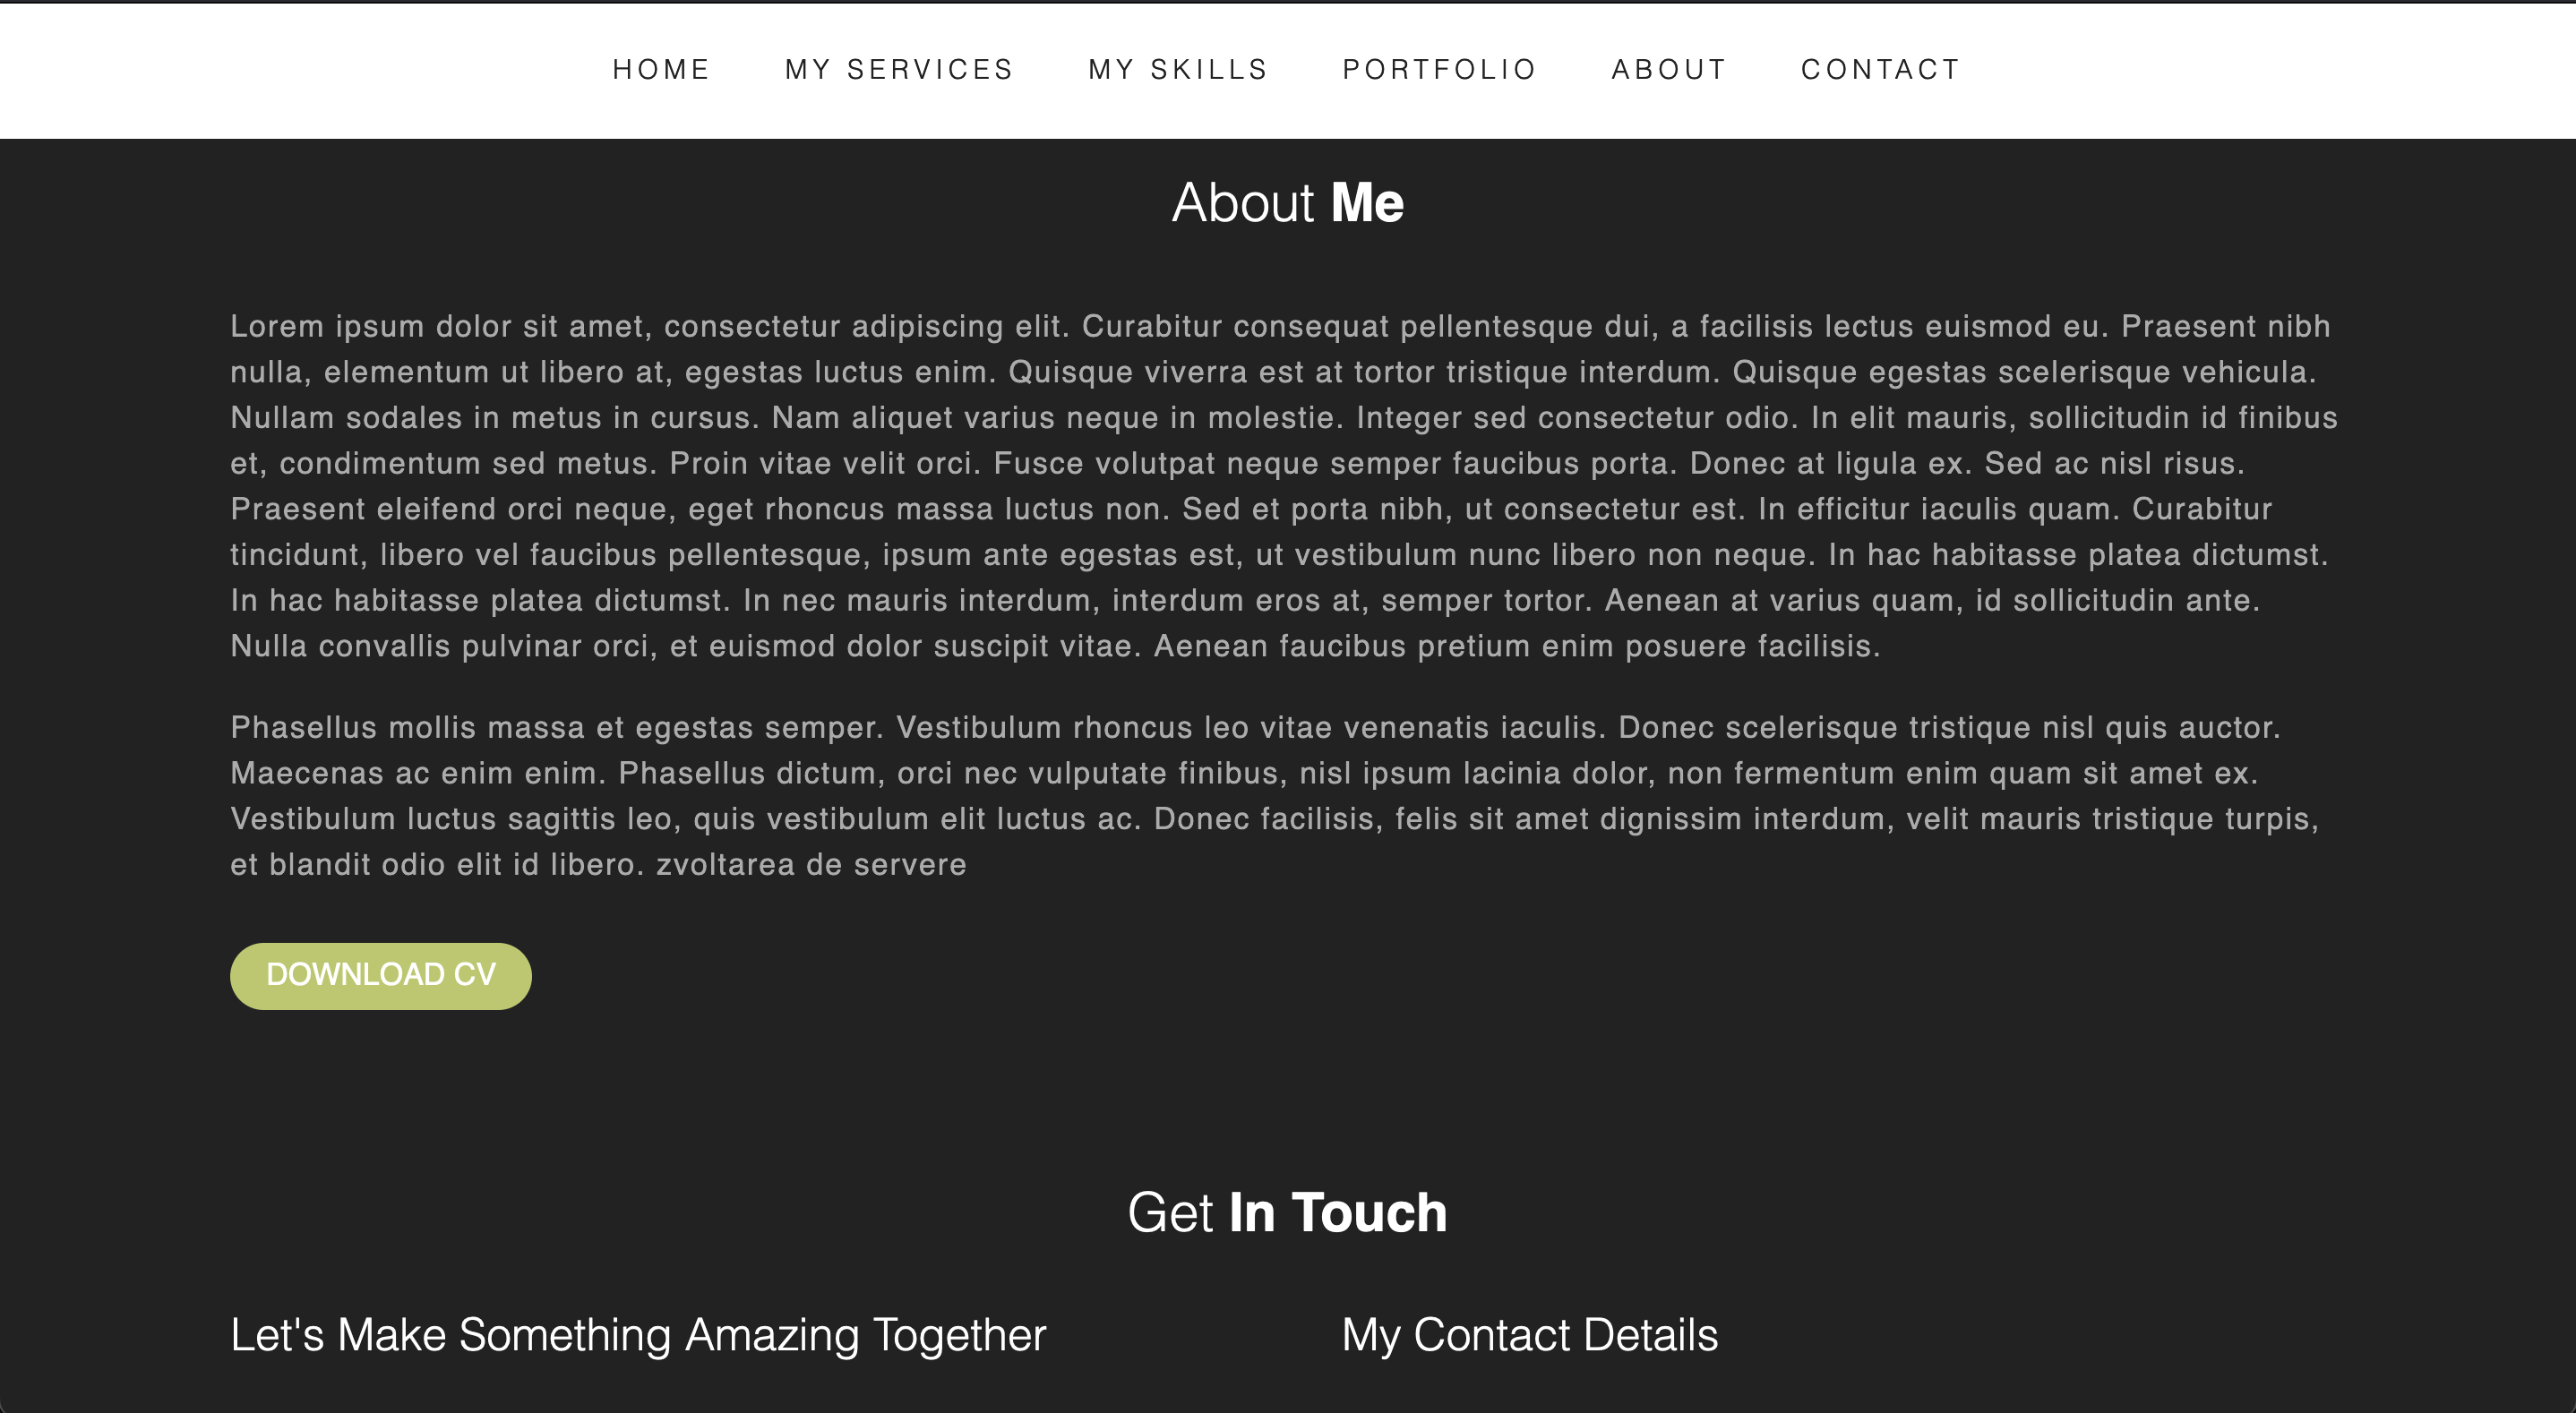 HOME MY SERVICES MY SKILLS PORTFOLIO ABOUT CONTACT
About Me
Lorem ipsum dolor sit amet, consectetur adipiscing elit. Curabitur consequat pellentesque dui, a facilisis lectus euismod eu. Praesent nibh
nulla, elementum ut libero at, egestas luctus enim. Quisque viverra est at tortor tristique interdum. Quisque egestas scelerisque vehicula.
Nullam sodales in metus in cursus. Nam aliquet varius neque in molestie. Integer sed consectetur odio. In elit mauris, sollicitudin id finibus
et, condimentum sed metus. Proin vitae velit orci. Fusce volutpat neque semper faucibus porta. Donec at ligula ex. Sed ac nisl risus.
Praesent eleifend orci neque, eget rhoncus massa luctus non. Sed et porta nibh, ut consectetur est. In efficitur iaculis quam. Curabitur
tincidunt, libero vel faucibus pellentesque, ipsum ante egestas est, ut vestibulum nunc libero non neque. In hac habitasse platea dictumst.
In hac habitasse platea dictumst. In nec mauris interdum, interdum eros at, semper tortor. Aenean at varius quam, id sollicitudin ante.
Nulla convallis pulvinar orci, et euismod dolor suscipit vitae. Aenean faucibus pretium enim posuere facilisis.
Phasellus mollis massa et egestas semper. Vestibulum rhoncus leo vitae venenatis iaculis. Donec scelerisque tristique nisl quis auctor.
Maecenas ac enim enim. Phasellus dictum, orci nec vulputate finibus, nisl ipsum lacinia dolor, non fermentum enim quam sit amet ex.
Vestibulum luctus sagittis leo, quis vestibulum elit luctus ac. Donec facilisis, felis sit amet dignissim interdum, velit mauris tristique turpis,
et blandit odio elit id libero. zvoltarea de servere
DOWNLOAD CV
Get In Touch
Let's Make Something Amazing Together
My Contact Details